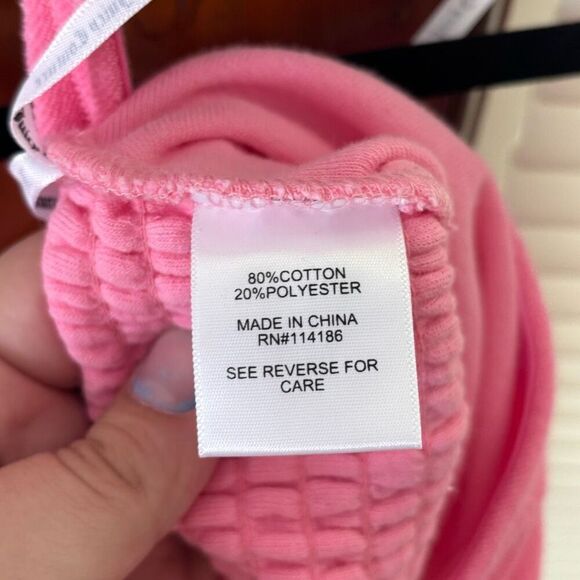 80%COTTON
20%POLYESTER
MADE IN CHINA
RN#114186
SEE REVERSE FOR
CARE